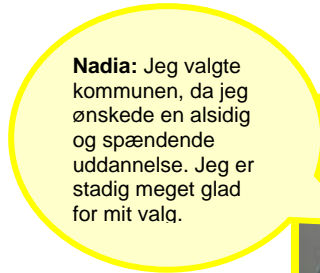 Nadia: Jeg valgte
kommunen, da jeg
ønskede en alsidig
og spændende
uddannelse. Jeg er
stadig meget glad
for mit valg.